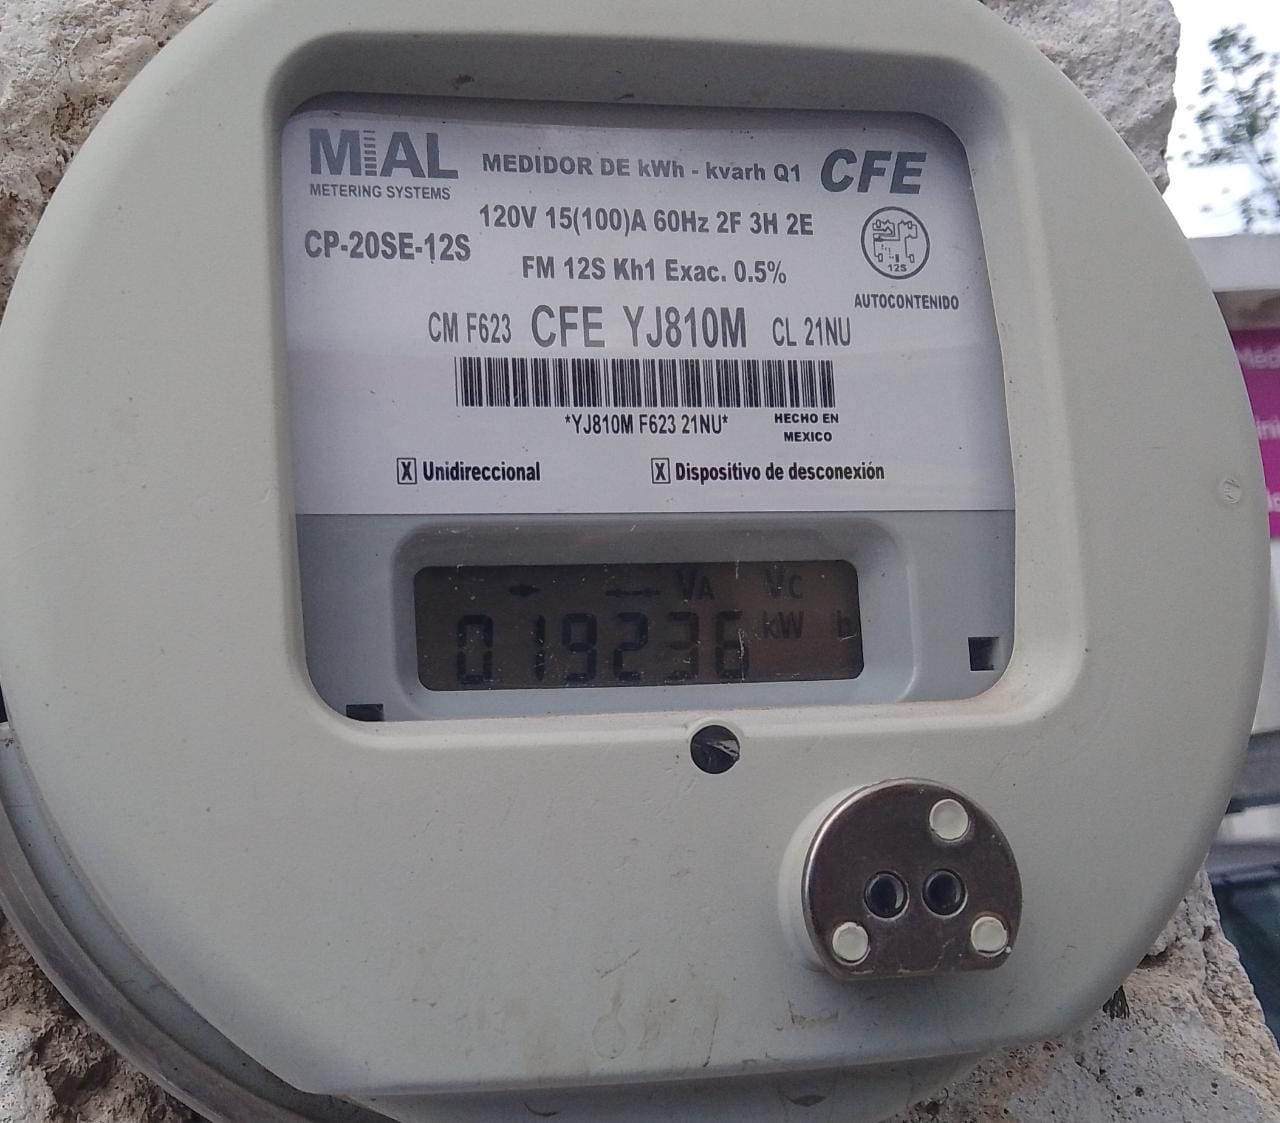 MIAL
METERING SYSTEMS
MEDIDOR DE kWh - kvarh Q1
CFE
120V 15(100)A 60Hz 2F 3H 2E
CP-20SE-12S
FM 12S Kh1 Exac. 0.5%
12S
AUTOCONTENIDO
CM F623 CFE YJ810M CL 21NU
*YJ810M F623 21NU*
HECHO EN
MEXICO
X Unidireccional
X Dispositivo de desconexión
VA VC
019236 kW h